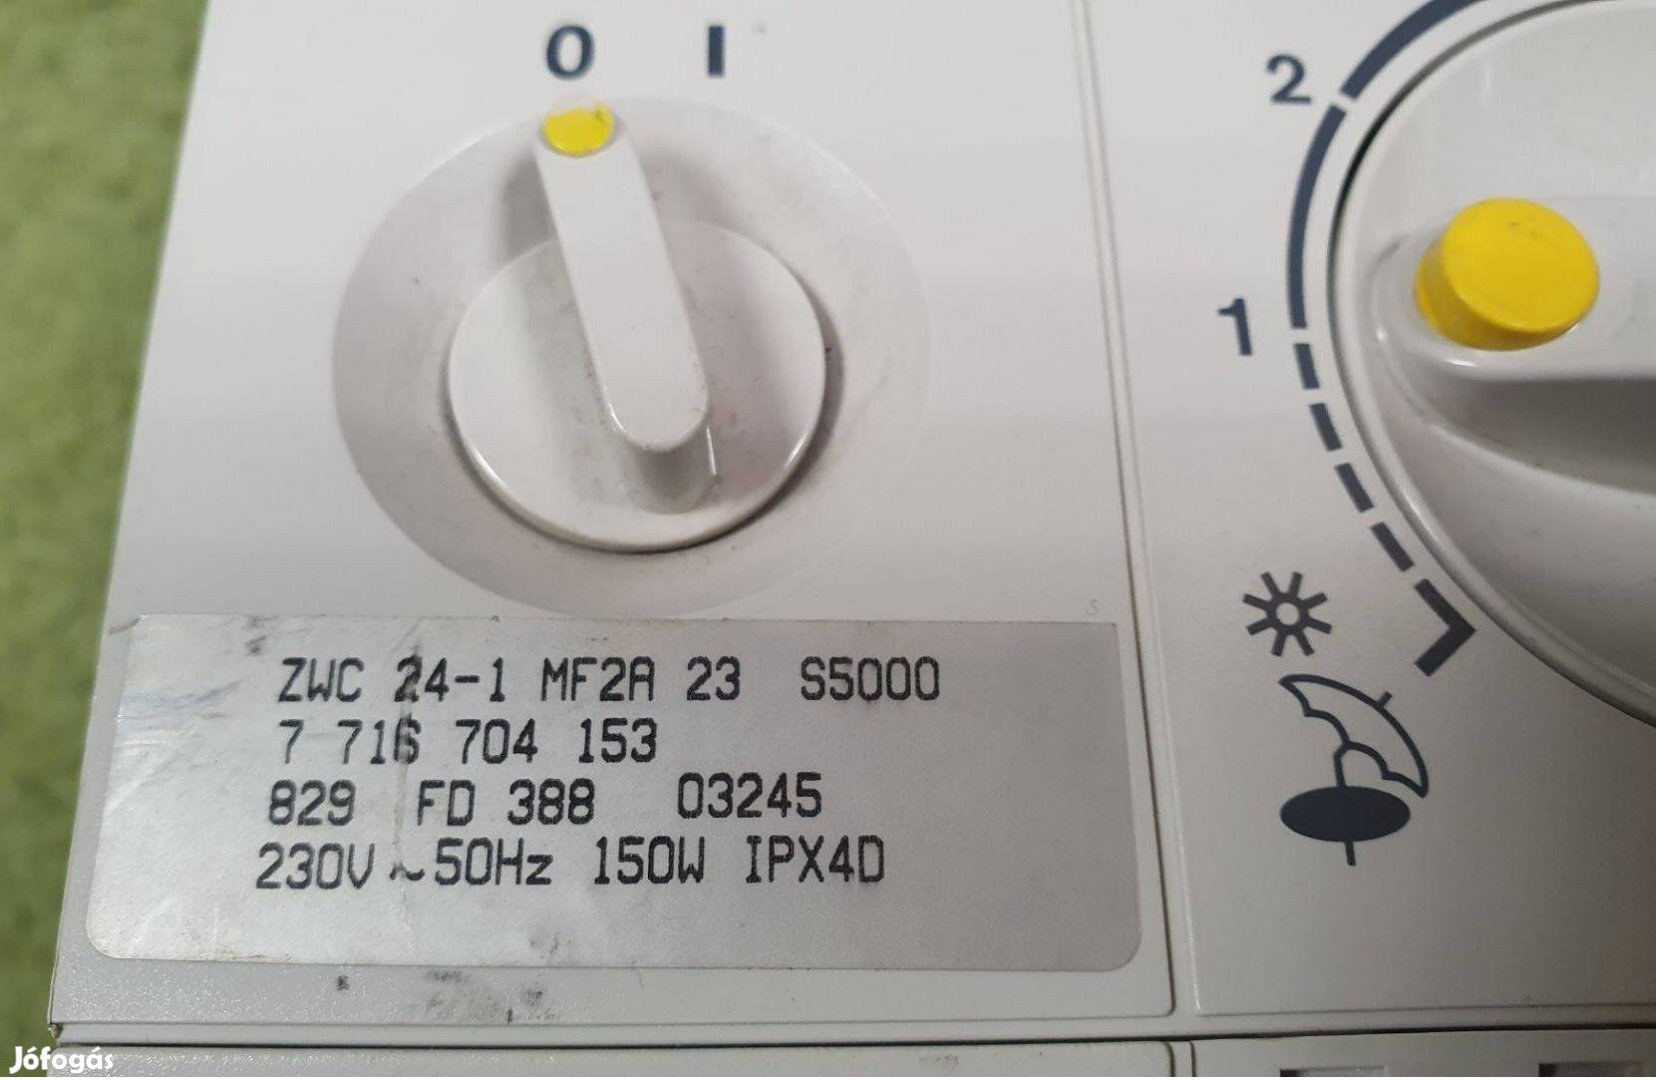 0 I
2
1
ZWC 24-1 MF2A 23 S5000
7 716 704 153
829 FD 388 03245
230V ~50Hz 150W IPX4D
Jófogás